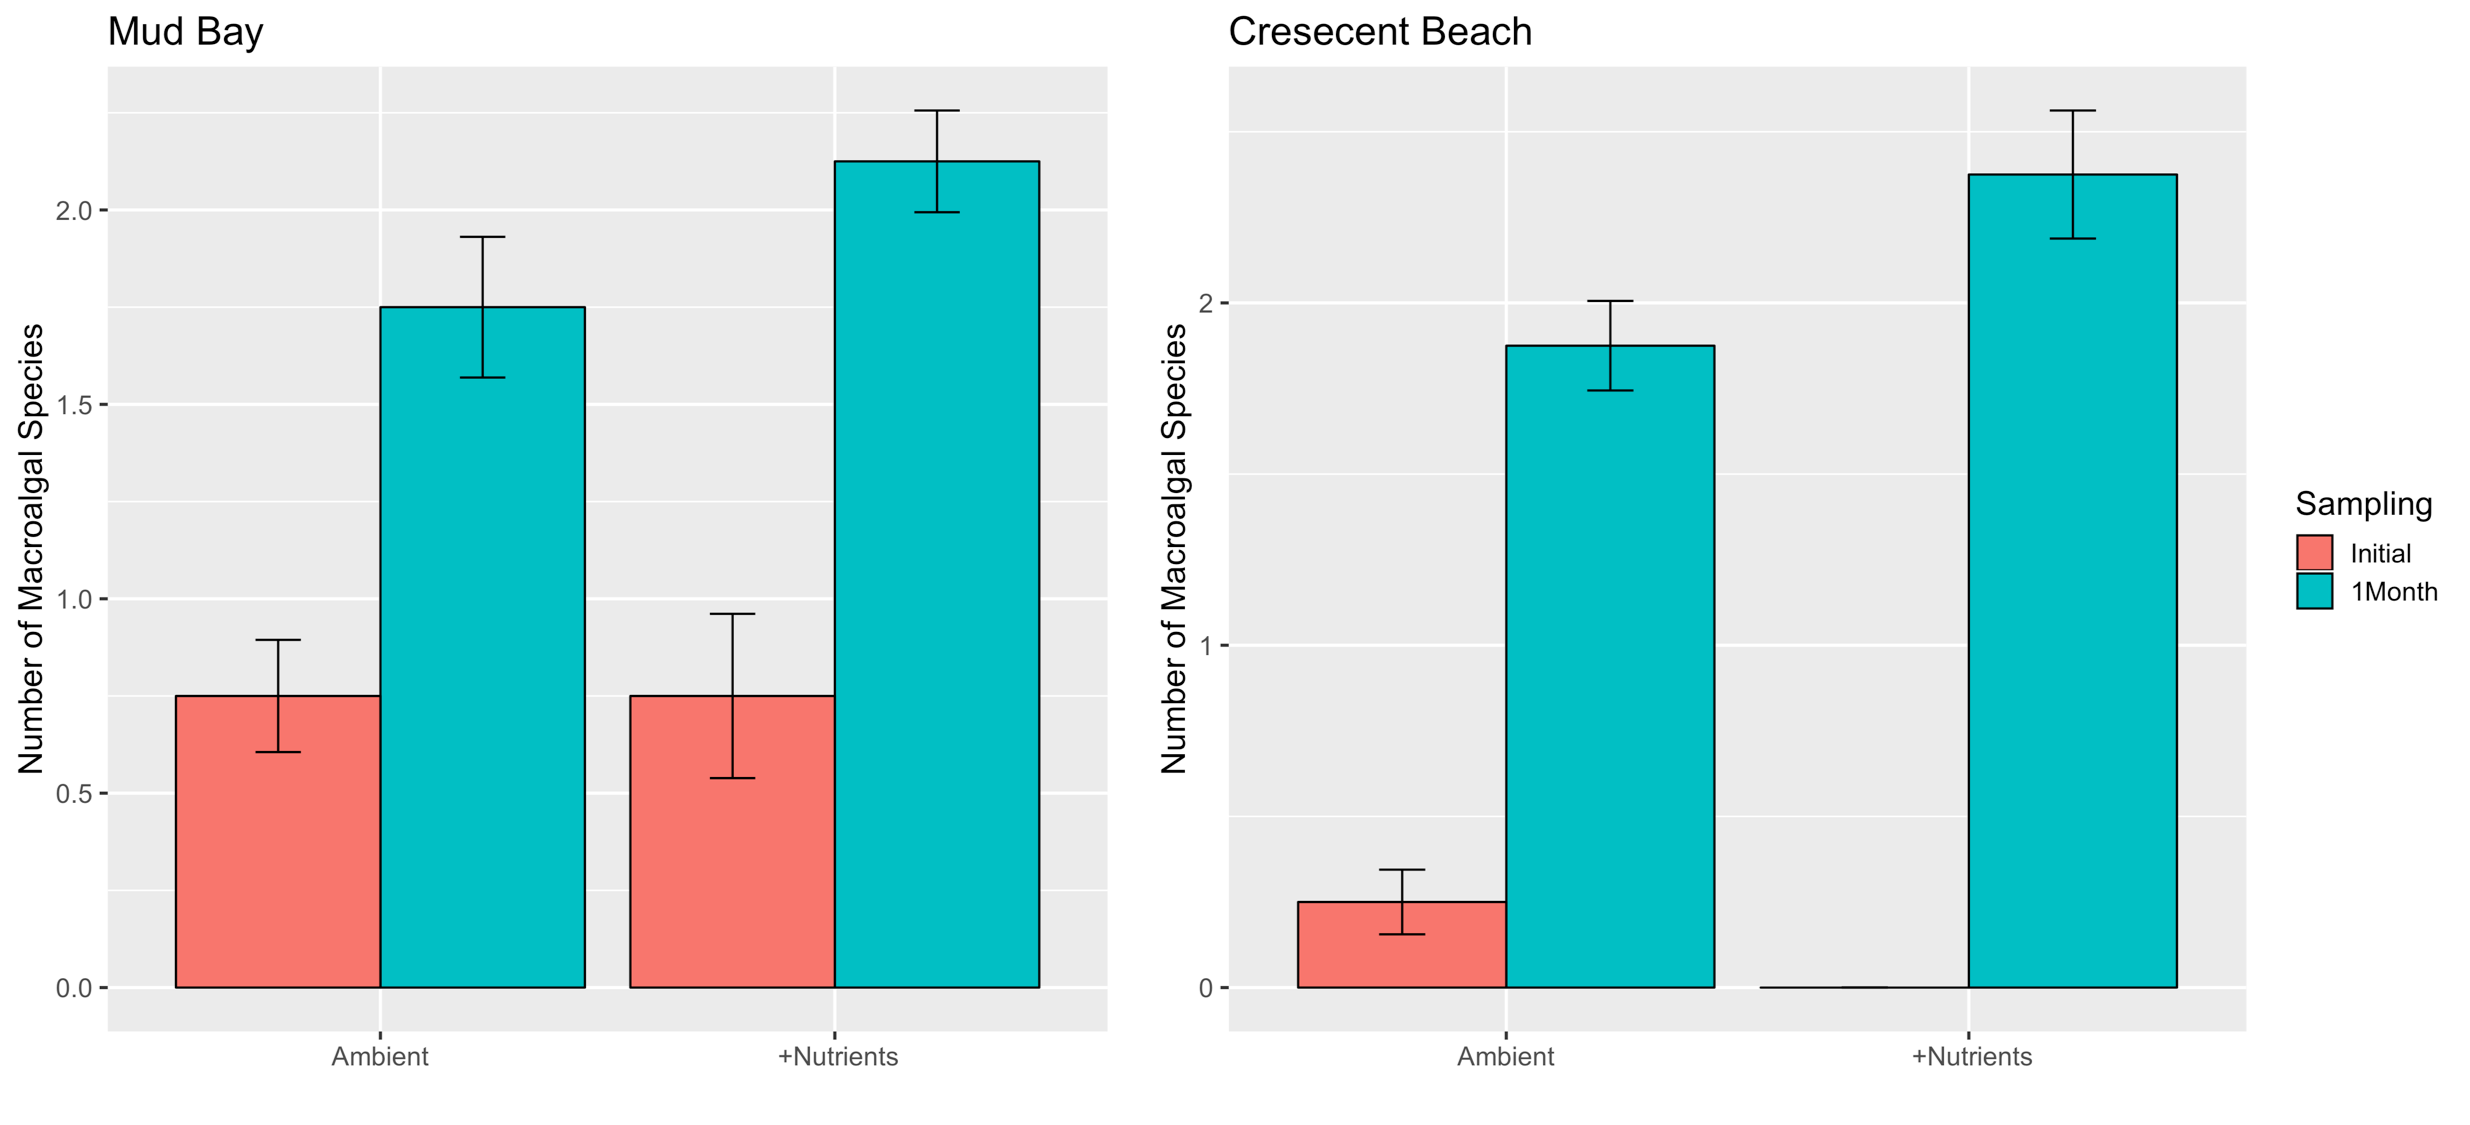 Mud Bay
Number of Macroalgal Species
2.0
1.5
1.0
0.5
0.0
Ambient
+Nutrients
Cresecent Beach
Number of Macroalgal Species
2
1
0
Ambient
+Nutrients
Sampling
Initial
1Month